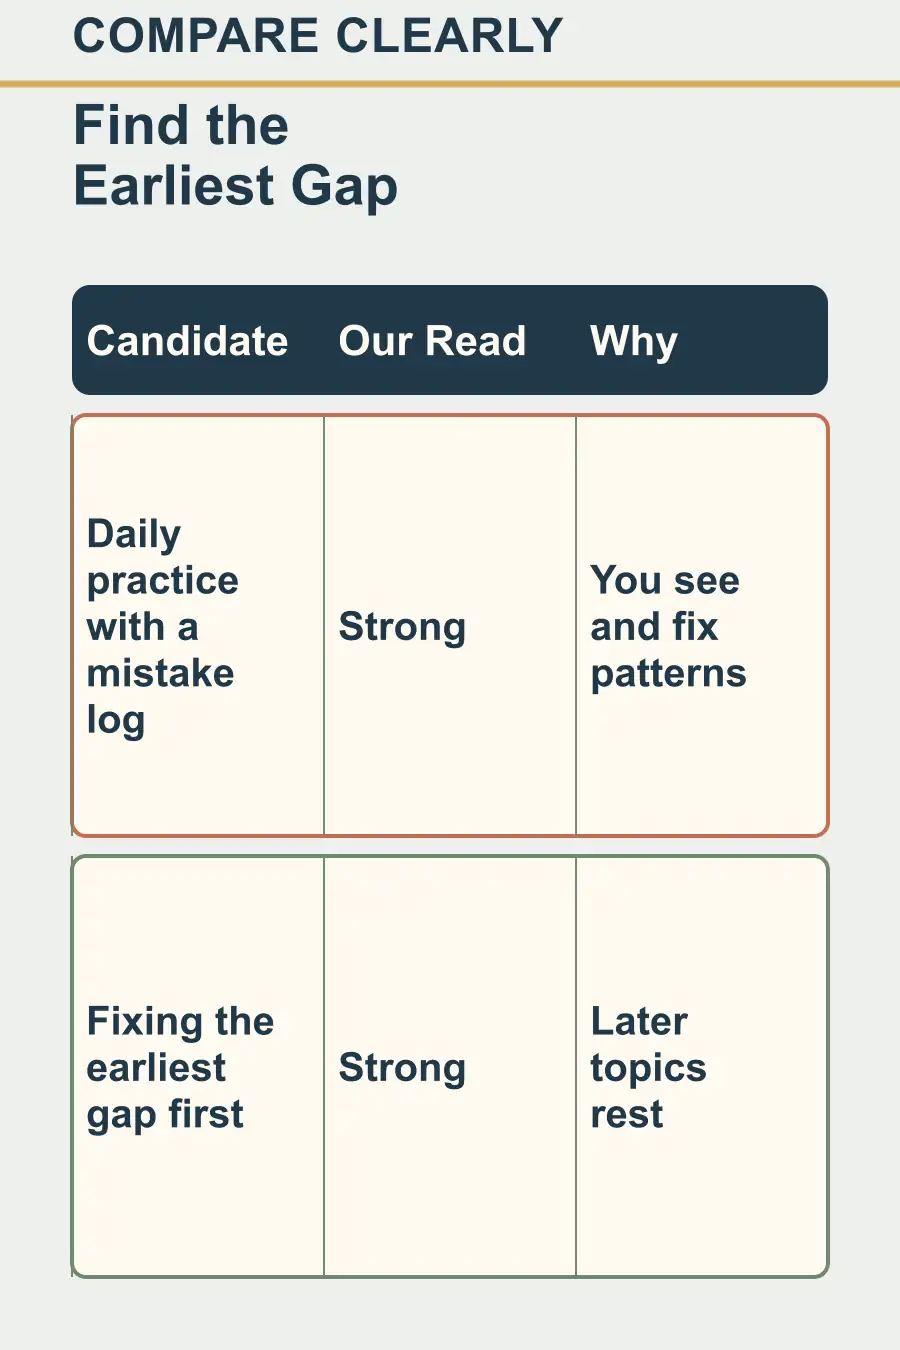 COMPARE CLEARLY
Find the
Earliest Gap
Candidate Our Read Why
Daily
practice
with a
mistake
log
Strong
You see
and fix
patterns
Fixing the
earliest
gap first
Strong
Later
topics
rest